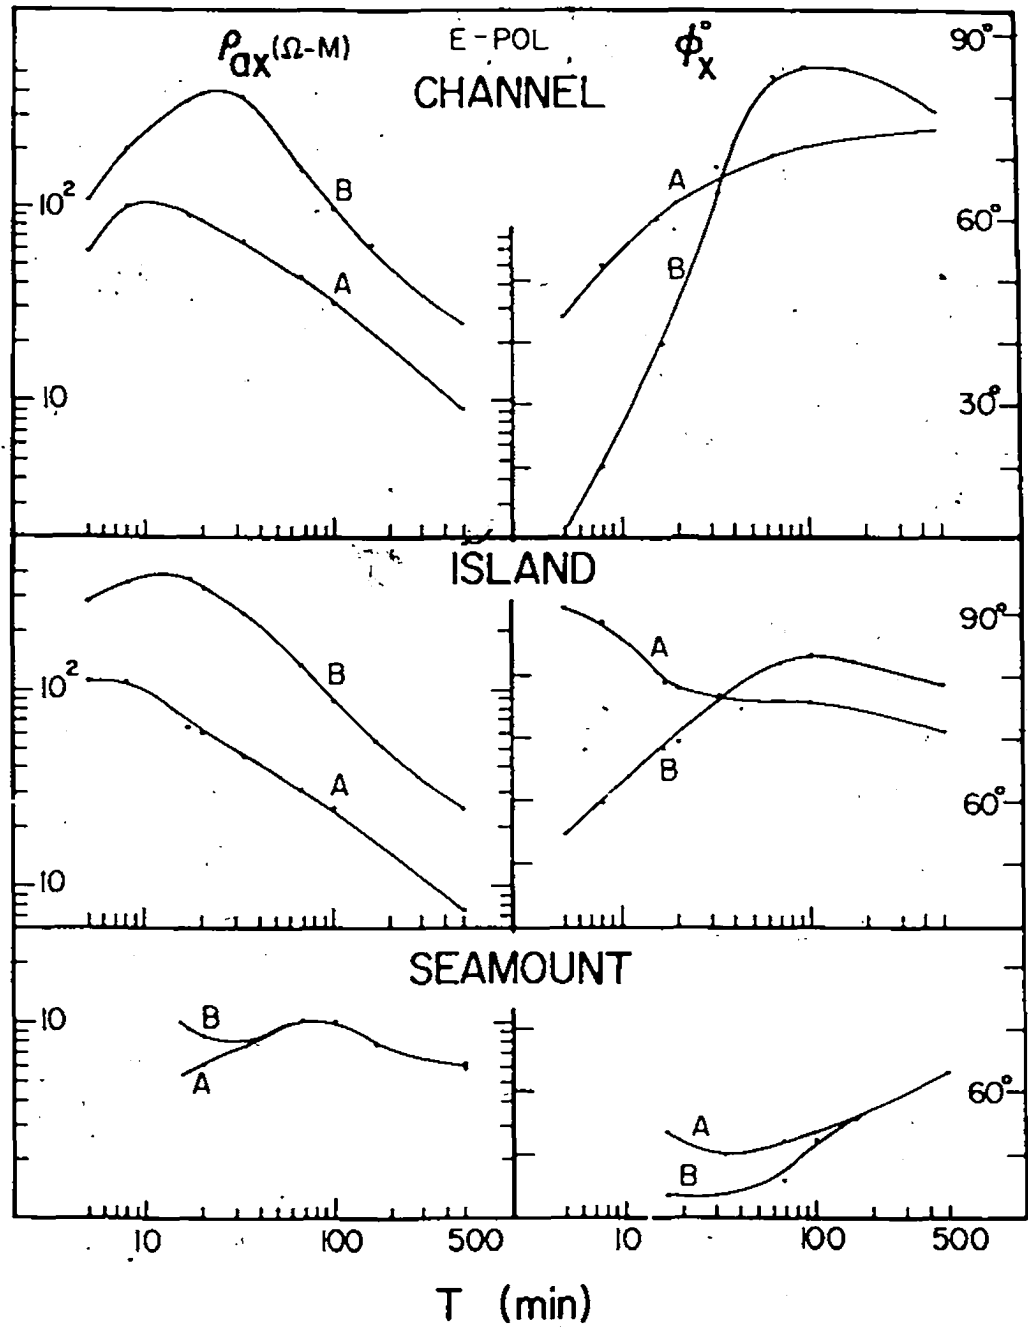 ρax(Ω-M) E-POL ϕx° 90°
CHANNEL
B
A
10²
10
A
B
60°
30°
ISLAND
B
A
10²
10
A
B
90°
60°
SEAMOUNT
B
A
10
A
B
60°
10 100 500 10 100 500
T (min)